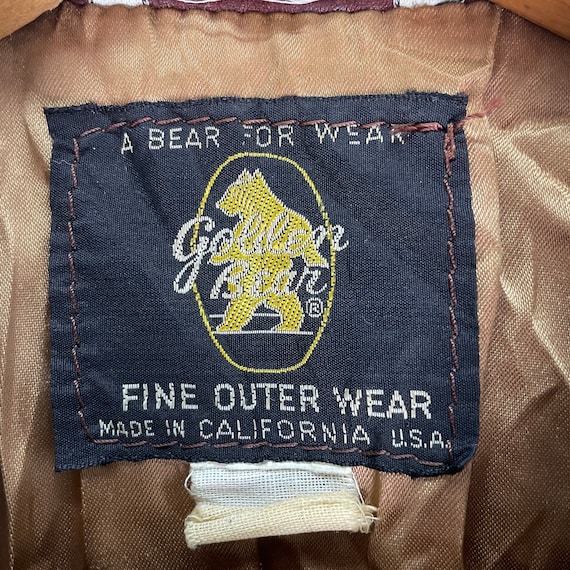 A BEAR FOR WEAR
Golden
Bear
®
FINE OUTER WEAR
MADE IN CALIFORNIA U.S.A.